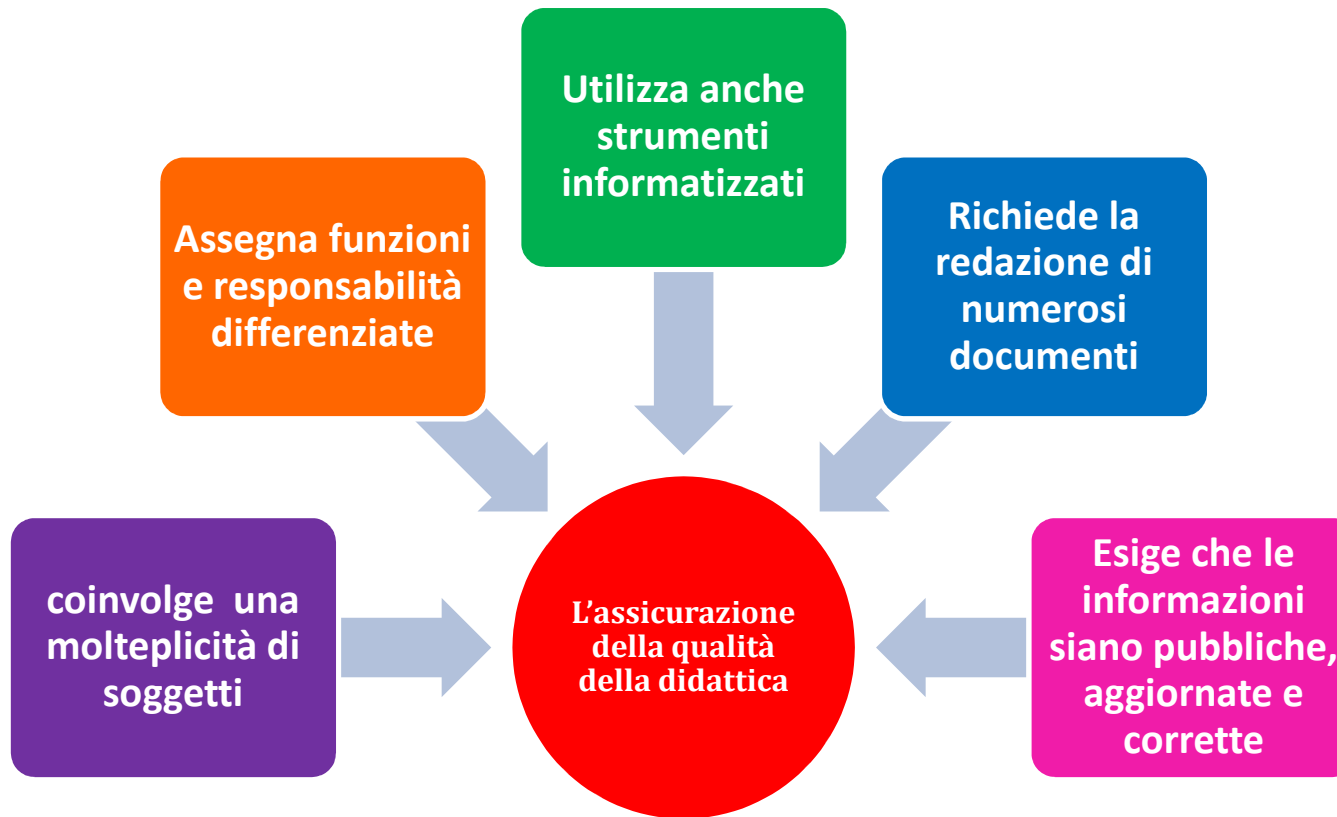 Utilizza anche
strumenti
informatizzati
Assegna funzioni
e responsabilità
differenziate
Richiede la
redazione di
numerosi
documenti
coinvolge  una
molteplicità di
soggetti
L’assicurazione
della qualità
della didattica
Esige che le
informazioni
siano pubbliche,
aggiornate e
corrette